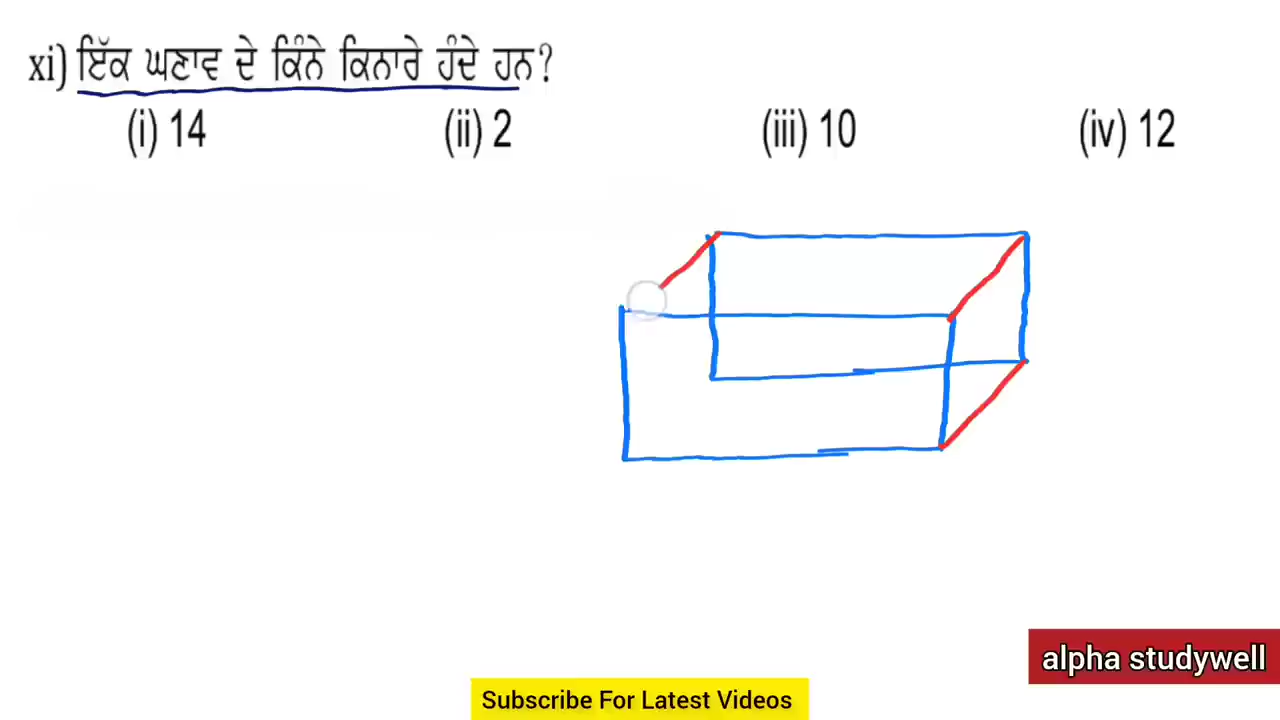 xi) ਇੱਕ ਘਣਾਵ ਦੇ ਕਿੰਨੇ ਕਿਨਾਰੇ ਹੰਦੇ ਹਨ?
(i) 14 (ii) 2 (iii) 10 (iv) 12
alpha studywell
Subscribe For Latest Videos